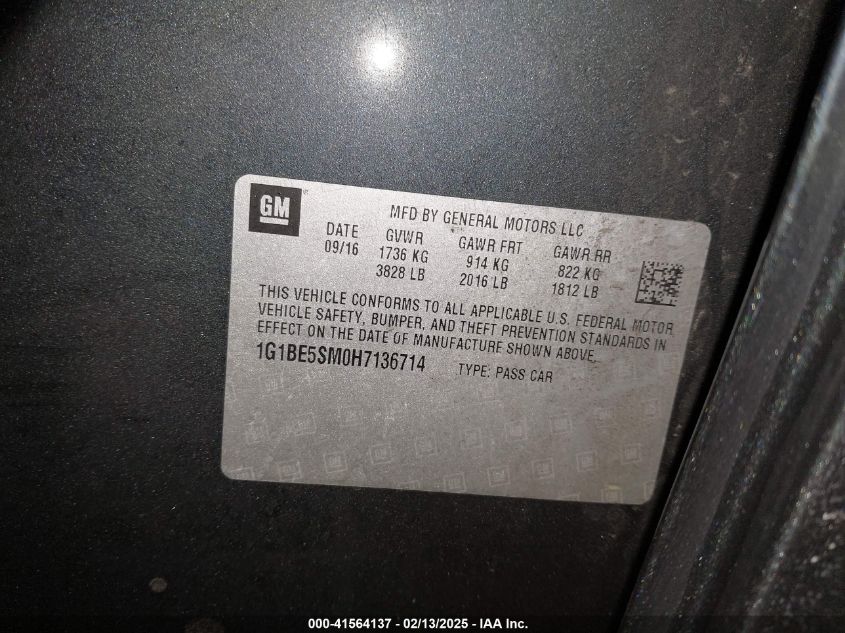 GM
MFD BY GENERAL MOTORS LLC
DATE GVWR GAWR FRT GAWR RR
09/16 1736 KG 914 KG 822 KG
3828 LB 2016 LB 1812 LB
THIS VEHICLE CONFORMS TO ALL APPLICABLE U.S. FEDERAL MOTOR
VEHICLE SAFETY, BUMPER, AND THEFT PREVENTION STANDARDS IN
EFFECT ON THE DATE OF MANUFACTURE SHOWN ABOVE.
1G1BE5SM0H7136714 TYPE: PASS CAR
000-41564137 - 02/13/2025 - IAA Inc.